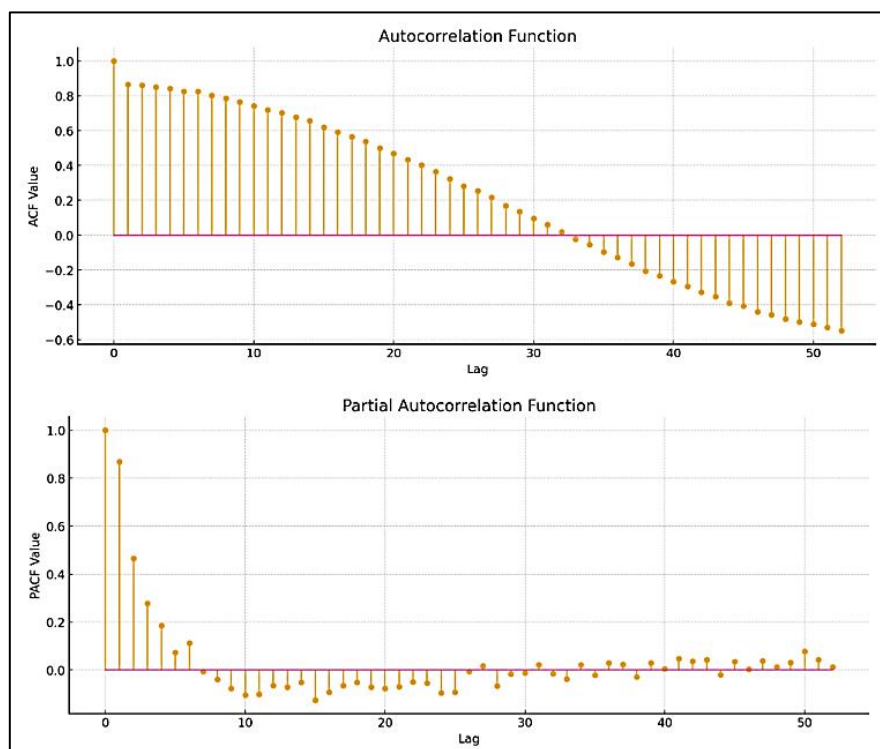 Autocorrelation Function
1.0
0.8
0.6
0.4
0.2
0.0
−0.2
−0.4
−0.6
ACF Value
0 10 20 30 40 50
Lag
Partial Autocorrelation Function
1.0
0.8
0.6
0.4
0.2
0.0
PACF Value
0 10 20 30 40 50
Lag